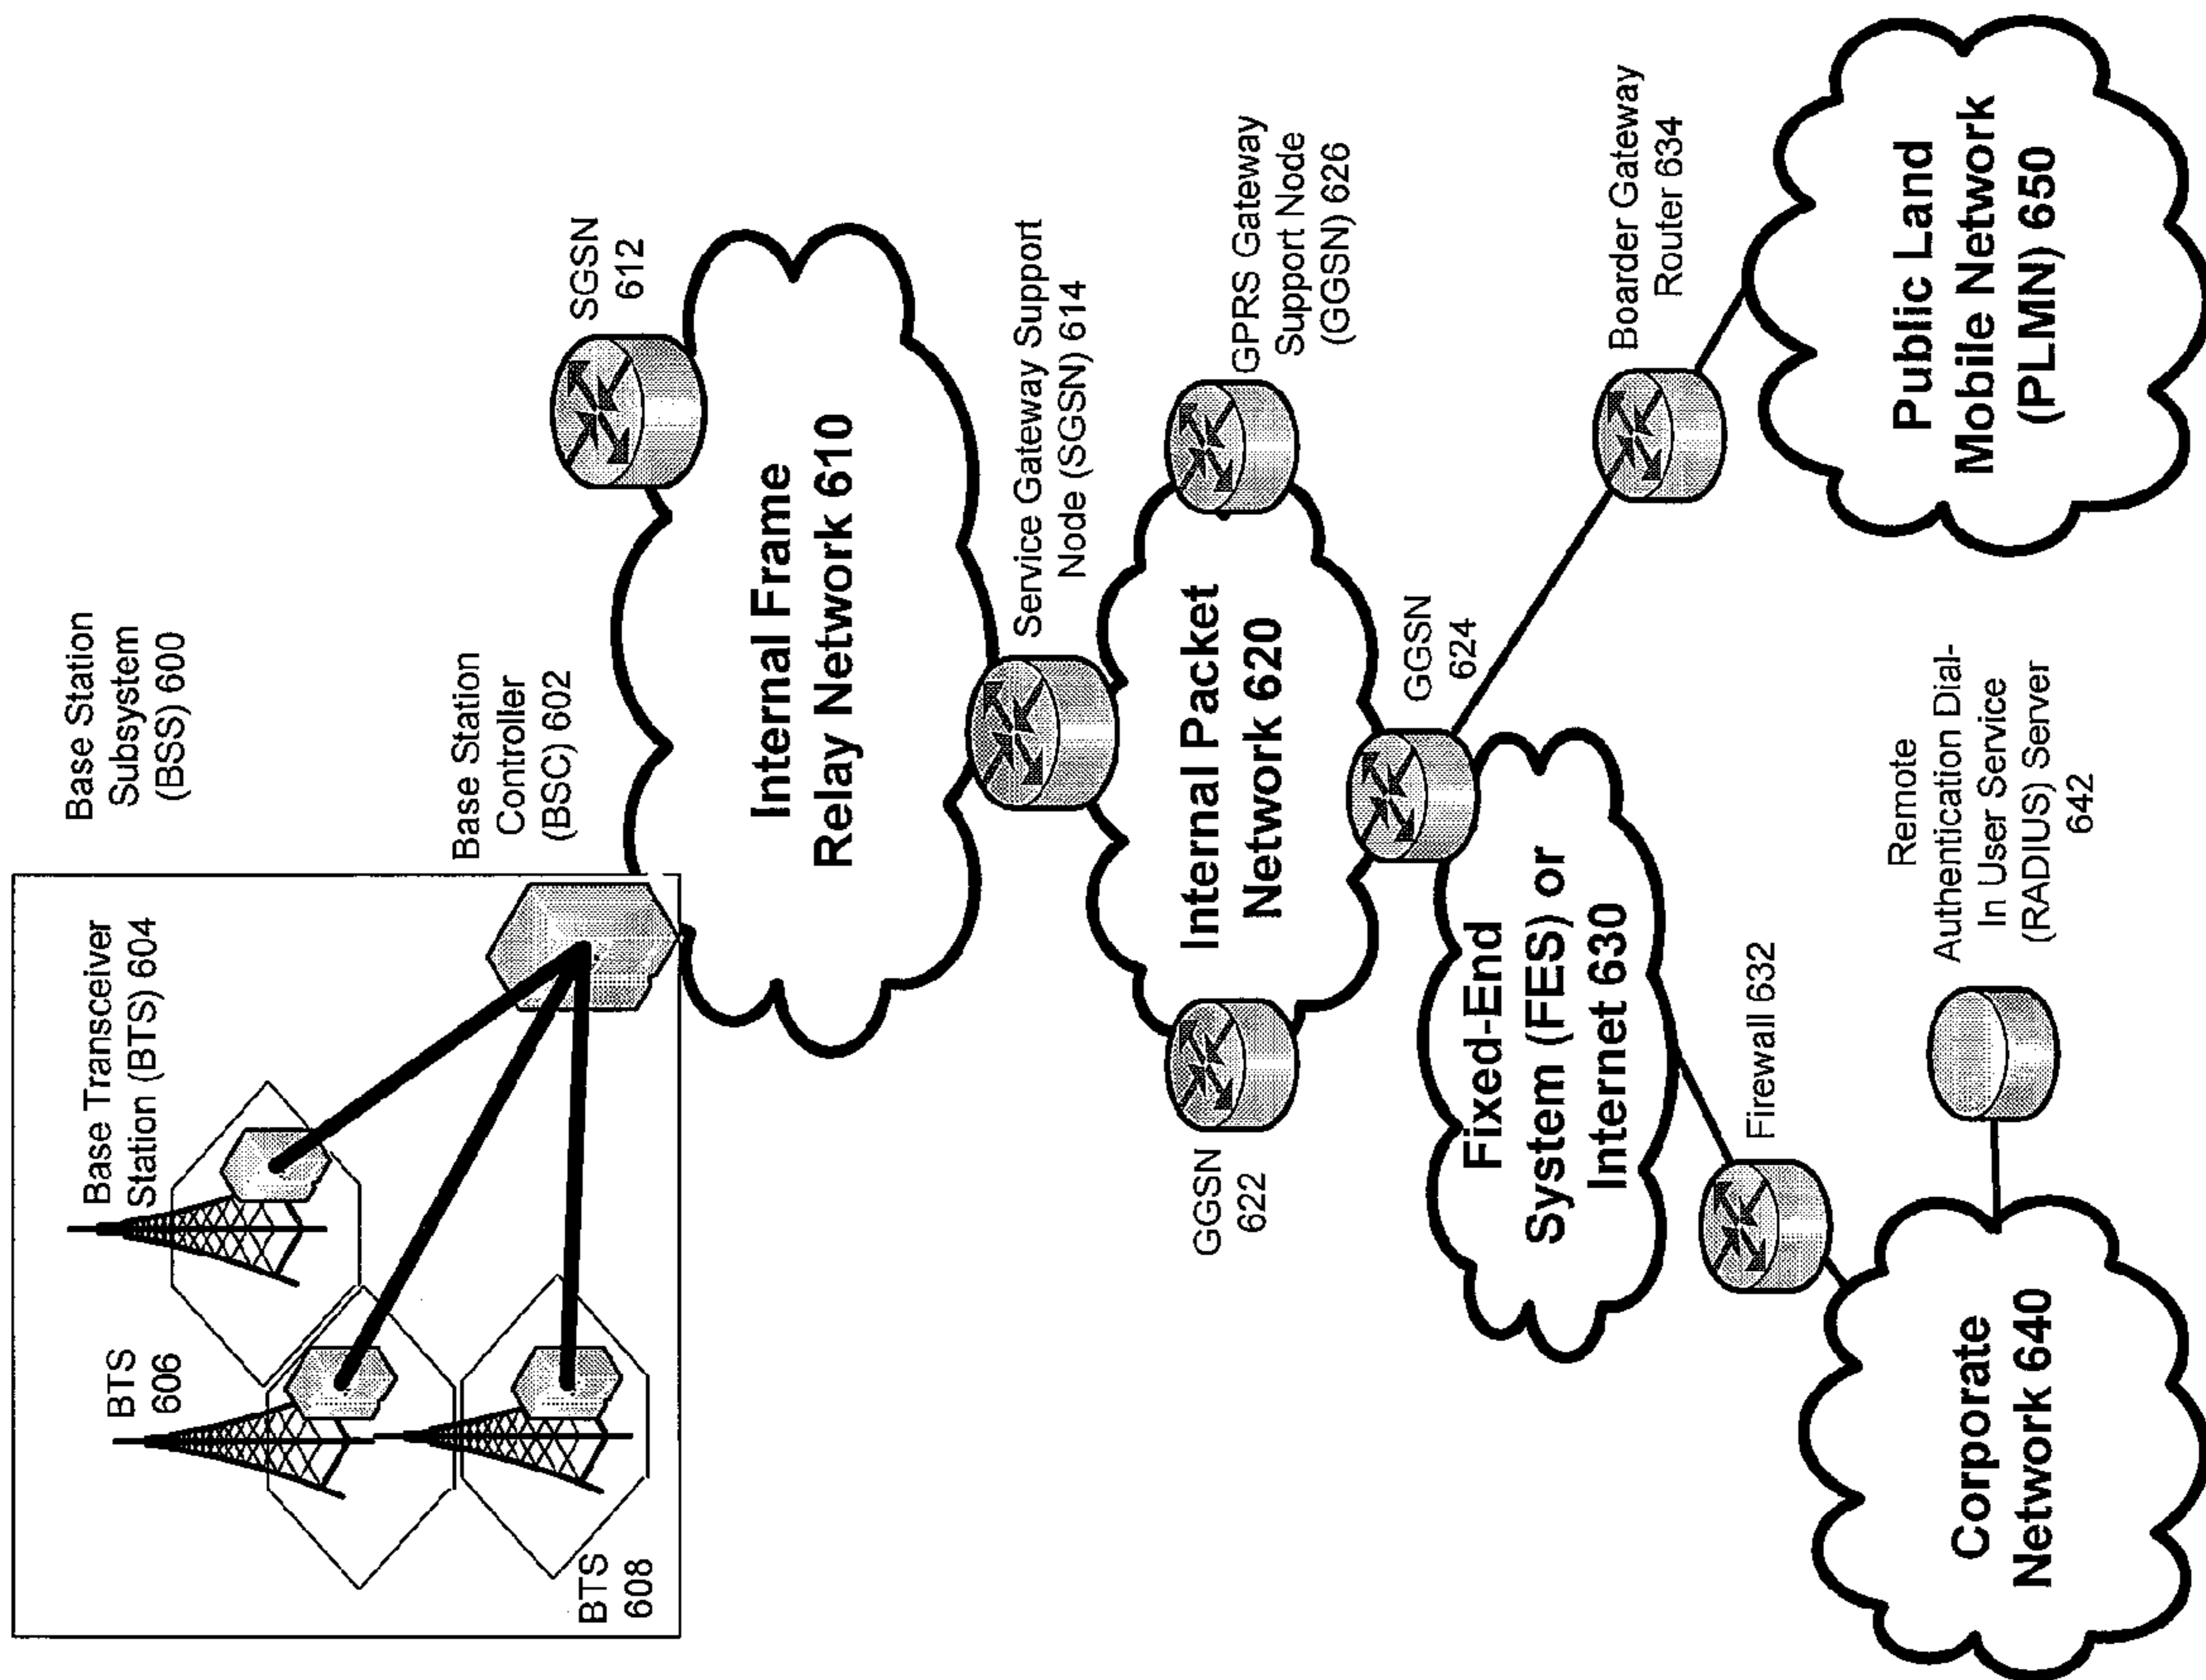 Base Station
Subsystem
(BSS) 600
Base Transceiver
Station (BTS) 604
BTS
606
BTS
608
Base Station
Controller
(BSC) 602
SGSN
612
Internal Frame
Relay Network 610
Service Gateway Support
Node (SGSN) 614
GPRS Gateway
Support Node
(GGSN) 626
Internal Packet
Network 620
GGSN
622
GGSN
624
Fixed-End
System (FES) or
Internet 630
Boarder Gateway
Router 634
Firewall 632
Remote
Authentication Dial-
In User Service
(RADIUS) Server
642
Public Land
Mobile Network
(PLMN) 650
Corporate
Network 640